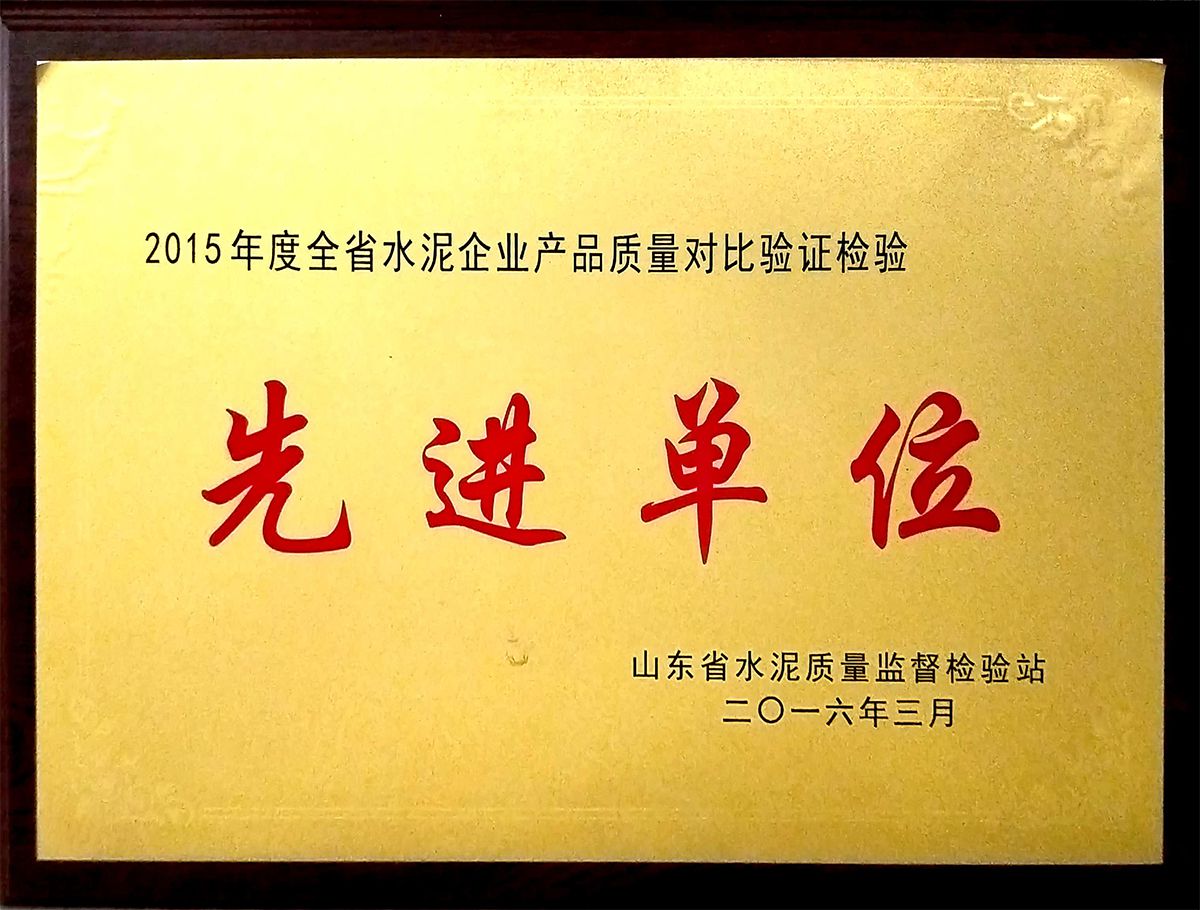 2015年度全省水泥企业产品质量对比验证检验
先进单位
山东省水泥质量监督检验站
二〇一六年三月